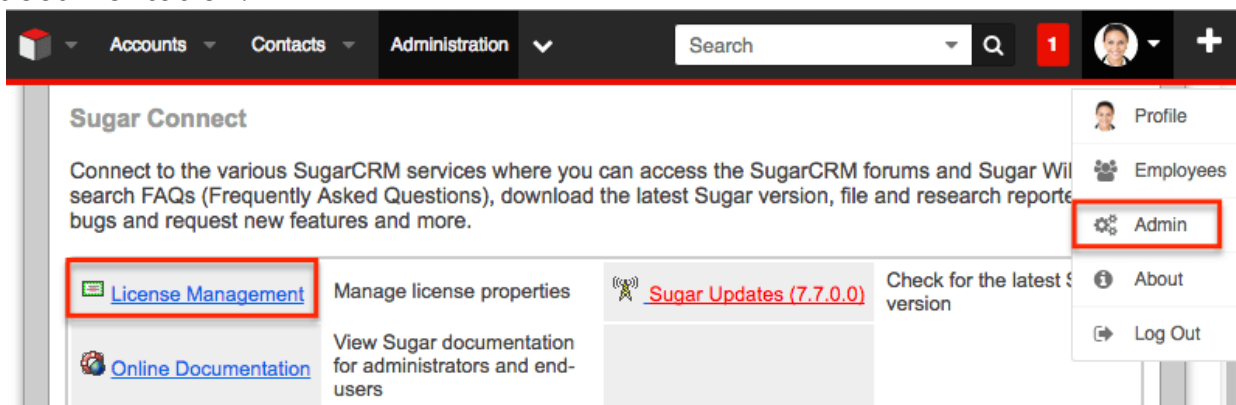 Accounts Contacts Administration Search 1
Sugar Connect
Connect to the various SugarCRM services where you can access the SugarCRM forums and Sugar
search FAQs (Frequently Asked Questions), download the latest Sugar version, file and research
bugs and request new features and more.
License Management
Manage license properties
Sugar Updates (7.7.0.0)
Check for the latest
version
Online Documentation
View Sugar documentation
for administrators and end-
users
Profile
Employees
Admin
About
Log Out